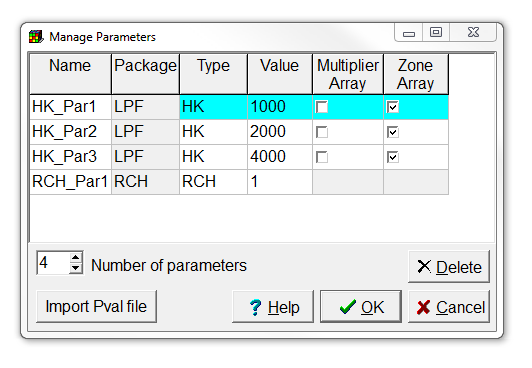 Manage Parameters
Name Package Type Value Multiplier Array Zone Array
HK_Par1 LPF HK 1000
HK_Par2 LPF HK 2000
HK_Par3 LPF HK 4000
RCH_Par1 RCH RCH 1
4 Number of parameters
Delete
Import Pval file ? Help OK Cancel